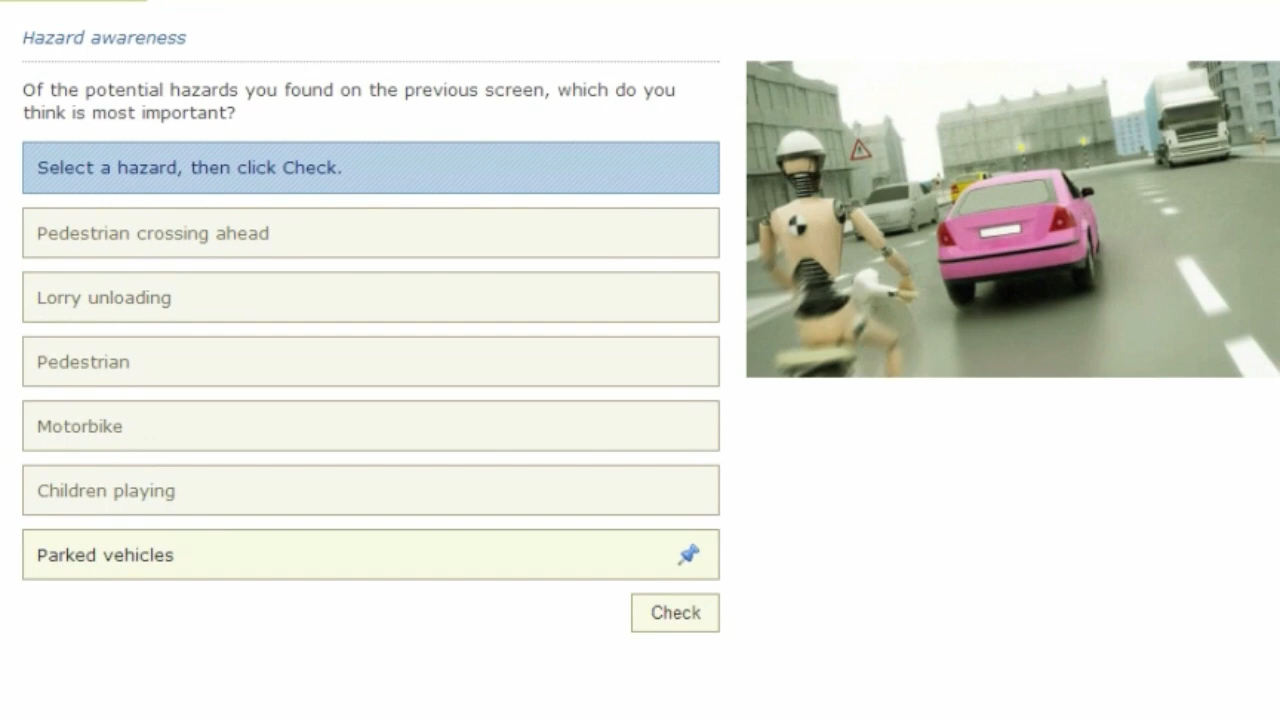 Hazard awareness
Of the potential hazards you found on the previous screen, which do you
think is most important?
Select a hazard, then click Check.
Pedestrian crossing ahead
Lorry unloading
Pedestrian
Motorbike
Children playing
Parked vehicles
Check